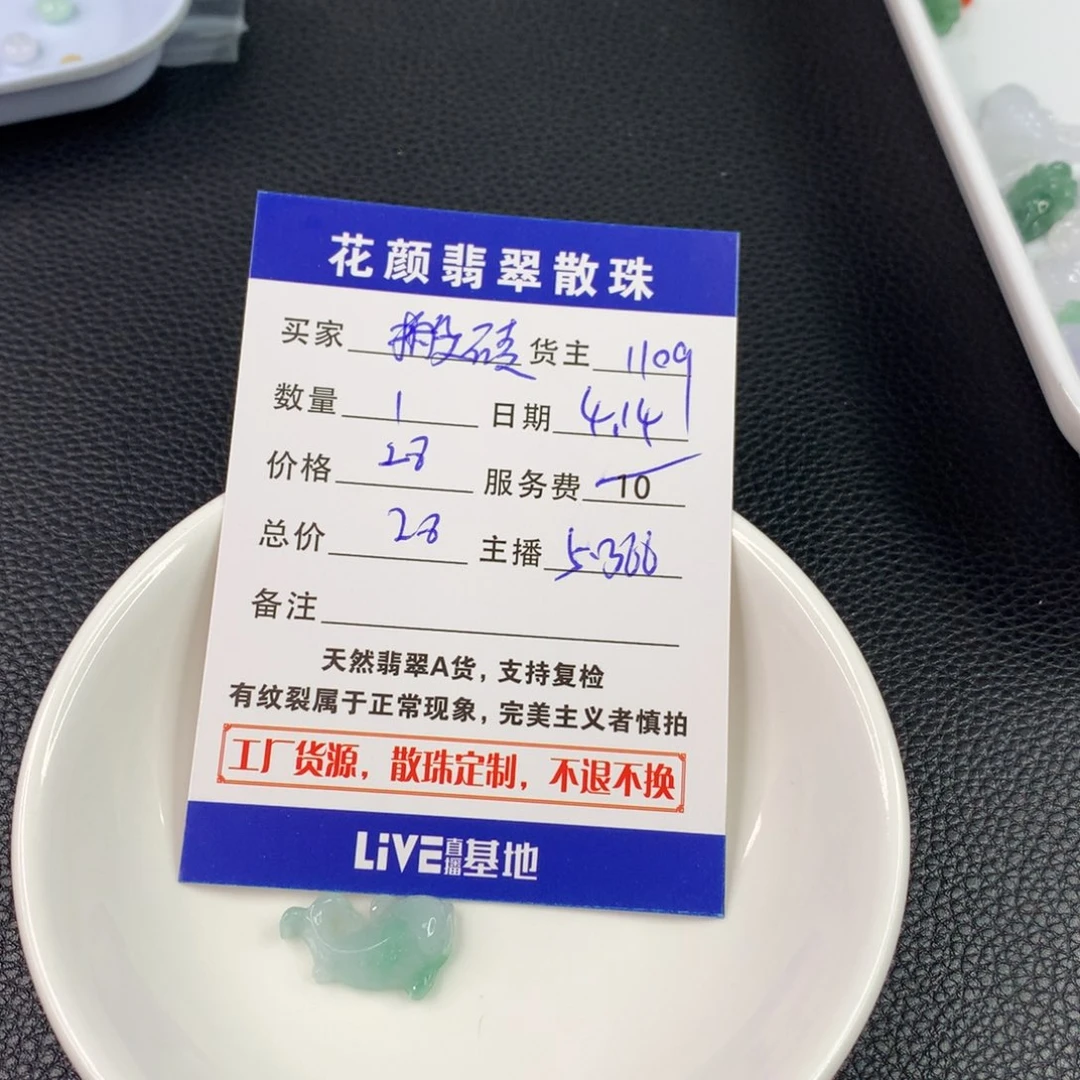 花颜翡翠散珠
买家 搬砖 货主 1109
数量 1 日期 4.14
价格 28 服务费 10
总价 28 主播
备注
天然翡翠A货，支持复检
有纹裂属于正常现象，完美主义者慎拍
工厂货源，散珠定制，不退不换
LiVE直播基地